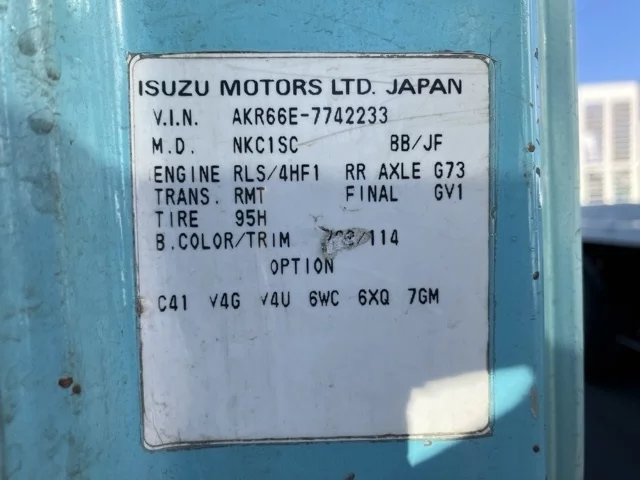 ISUZU MOTORS LTD. JAPAN
V.I.N. AKR66E-7742233
M.D. NKC1SC BB/JF
ENGINE RLS/4HF1 RR AXLE G73
TRANS. RMT FINAL GV1
TIRE 95H
B.COLOR/TRIM /114
OPTION
C41 V4G V4U 6WC 6XQ 7GM